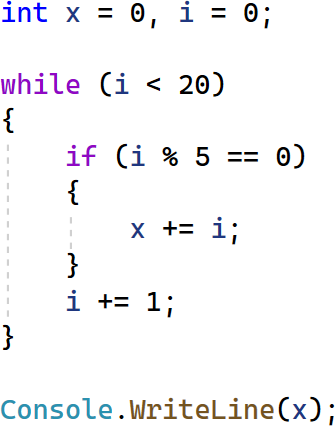 int x = 0, i = 0;

while (i < 20)
{
    if (i % 5 == 0)
    {
        x += i;
    }
    i += 1;
}

Console.WriteLine(x);